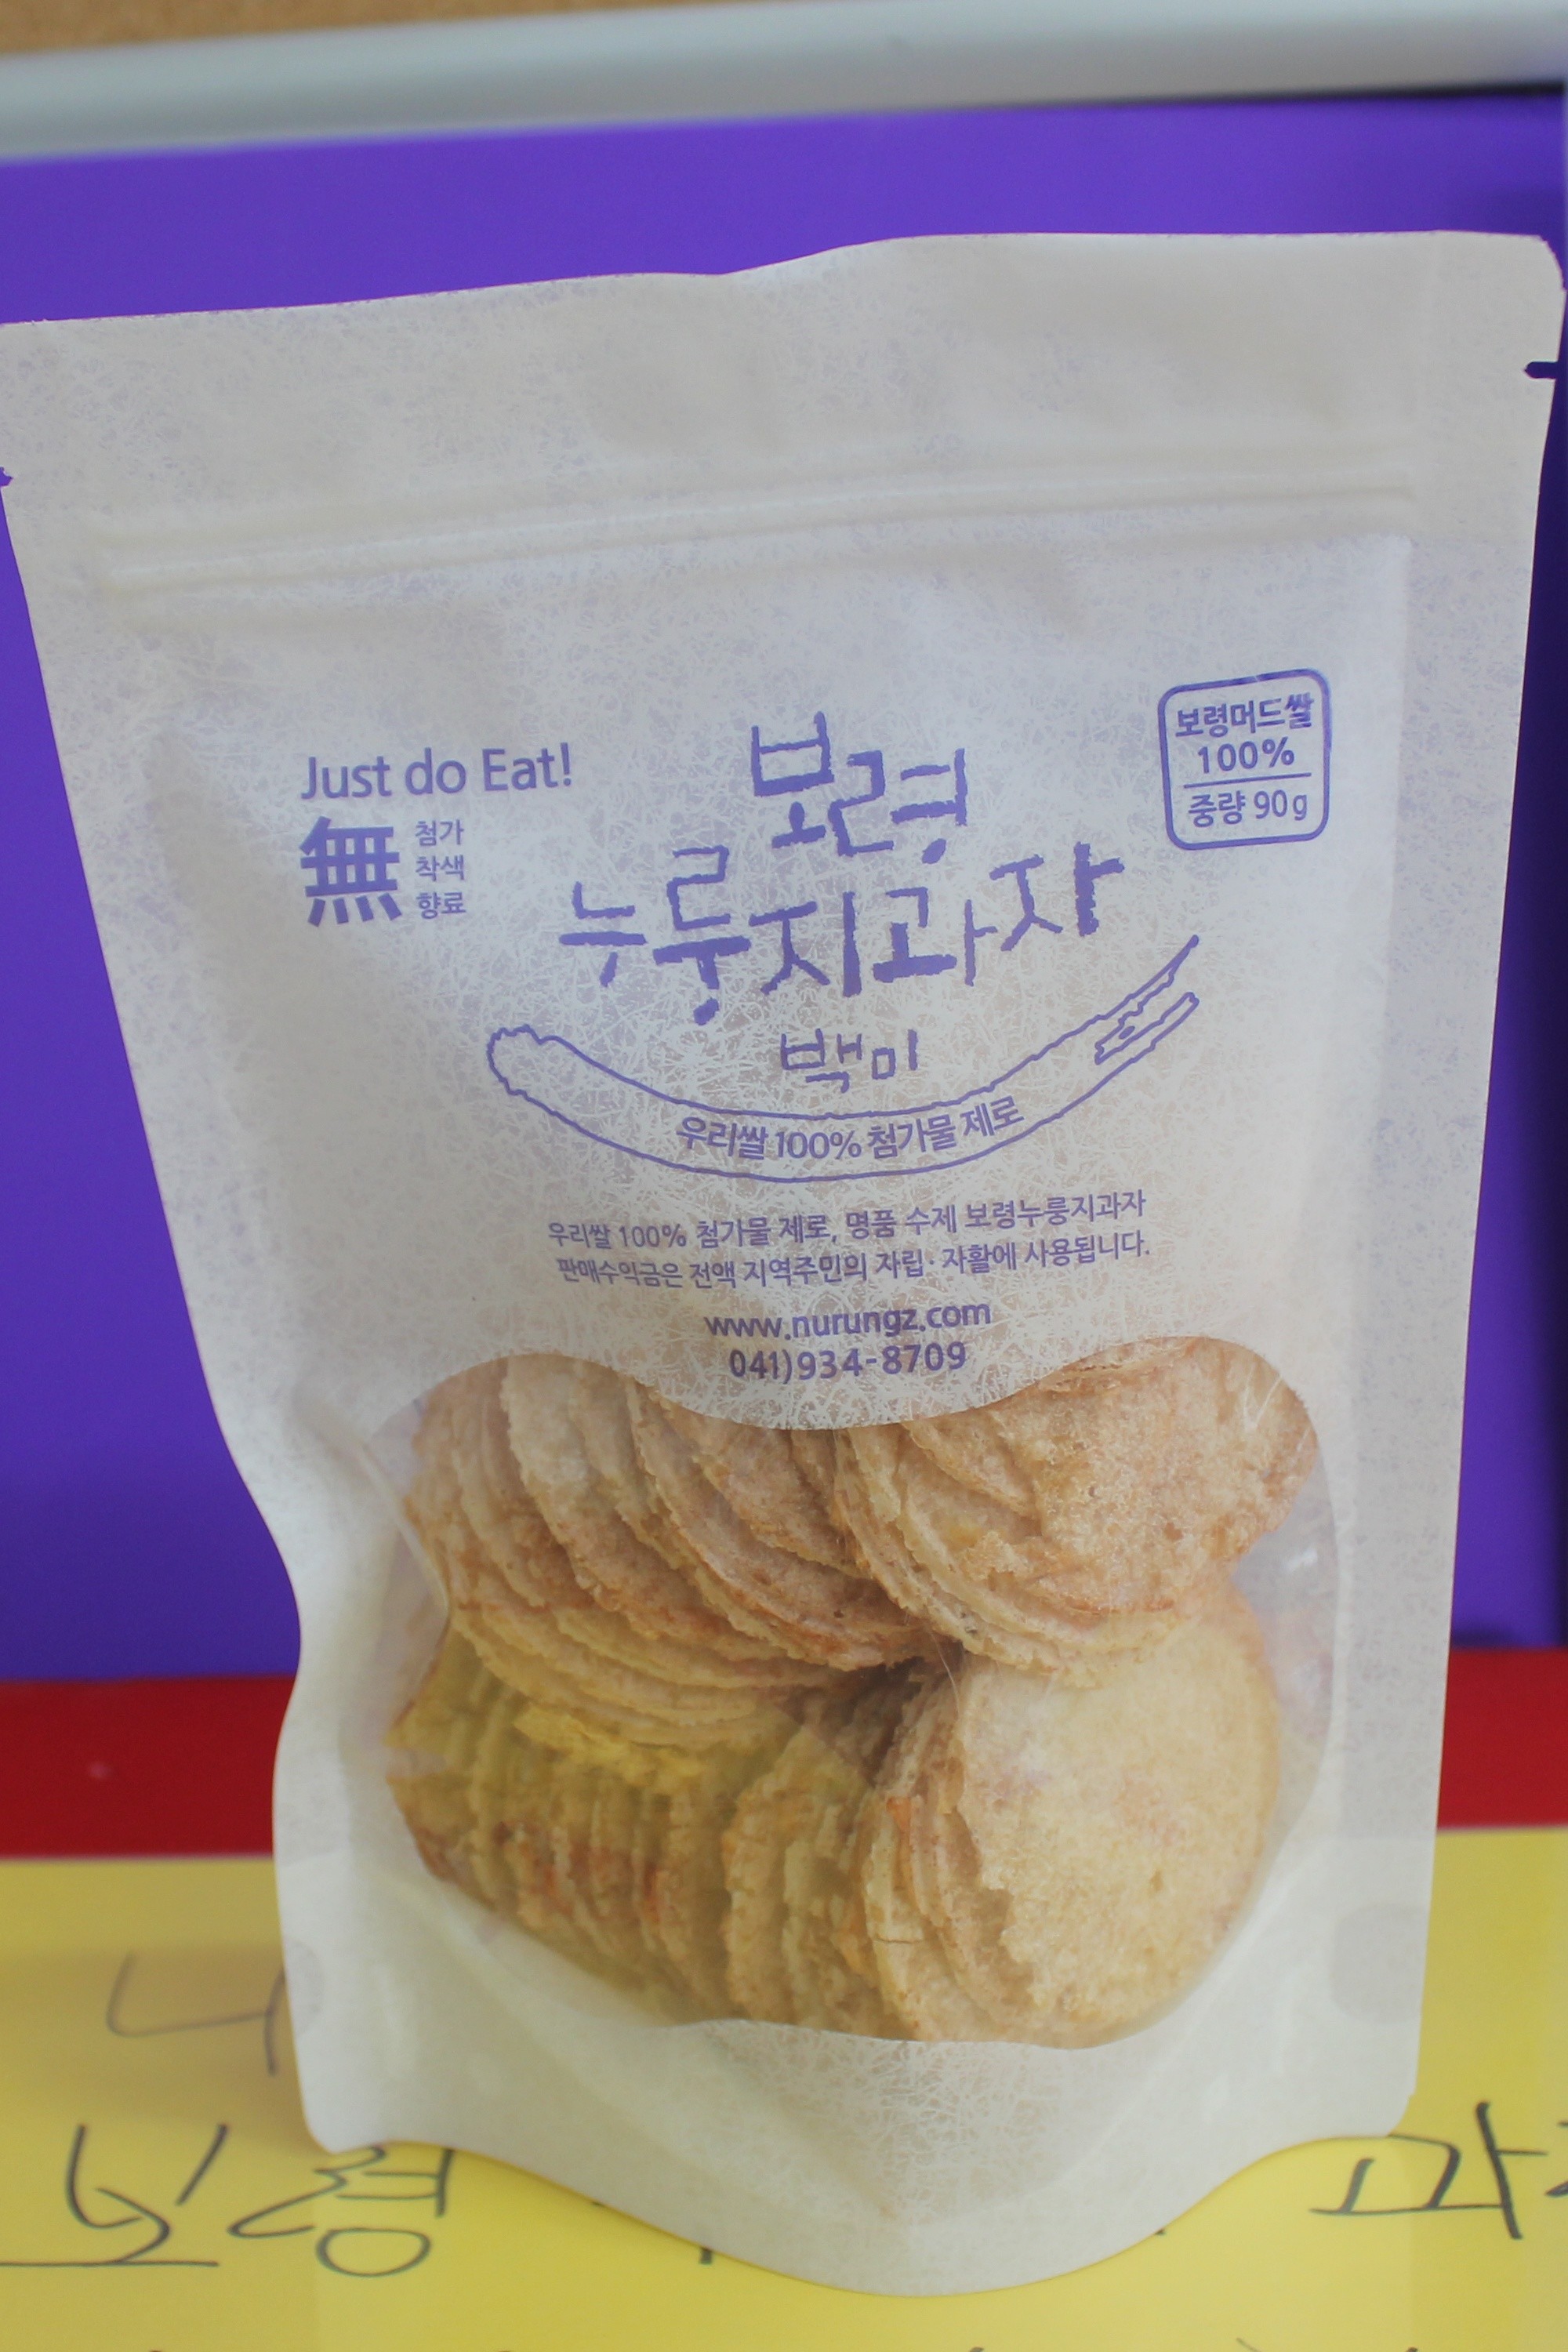 Just do Eat!
無 첨가
착색
향료
보령
누룽지과자
백미
보령머드쌀
100%
중량 90g
우리쌀 100% 첨가물 제로
우리쌀 100% 첨가물 제로, 명품 수제 보령누룽지과자
판매수익금은 전액 지역주민의 자립·자활에 사용됩니다.
www.nurungz.com
041)934-8709
보령